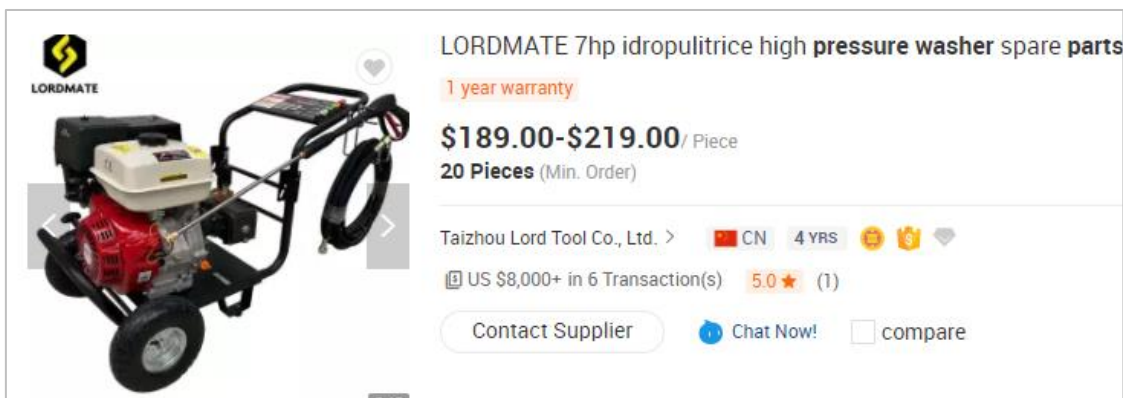 LORDMATE
LORDMATE 7hp idropulitrice high pressure washer spare parts
1 year warranty
$189.00-$219.00/ Piece
20 Pieces (Min. Order)
Taizhou Lord Tool Co., Ltd. > CN 4 YRS
US $8,000+ in 6 Transaction(s) 5.0 ★ (1)
Contact Supplier Chat Now! compare